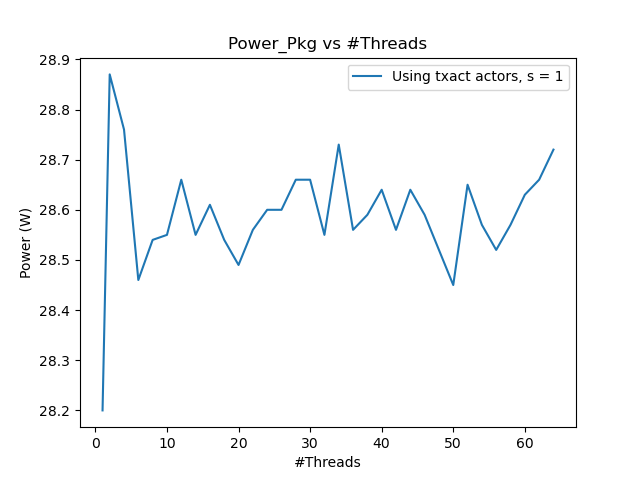 Power_Pkg vs #Threads
Using txact actors, s = 1
Power (W)
28.9
28.8
28.7
28.6
28.5
28.4
28.3
28.2
0 10 20 30 40 50 60
#Threads